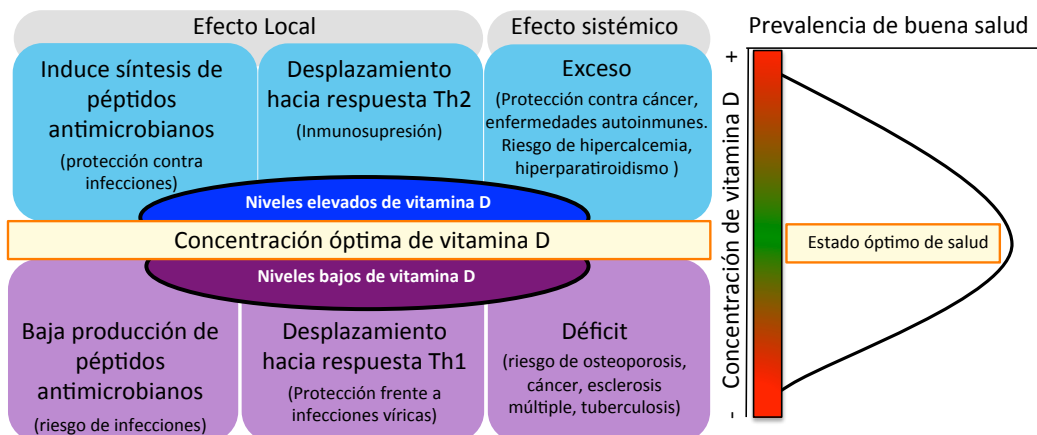 Efecto Local
Efecto sistémico
Prevalencia de buena salud
Induce síntesis de
péptidos
antimicrobianos
(protección contra
infecciones)
Desplazamiento
hacia respuesta Th2
(Inmunosupresión)
Exceso
(Protección contra cáncer,
enfermedades autoinmunes.
Riesgo de hipercalcemia,
hiperparatiroidismo )
Niveles elevados de vitamina D
Concentración óptima de vitamina D
Niveles bajos de vitamina D
Baja producción de
péptidos
antimicrobianos
(riesgo de infecciones)
Desplazamiento
hacia respuesta Th1
(Protección frente a
infecciones víricas)
Déficit
(riesgo de osteoporosis,
cáncer, esclerosis
múltiple, tuberculosis)
- Concentración de vitamina D +
Estado óptimo de salud